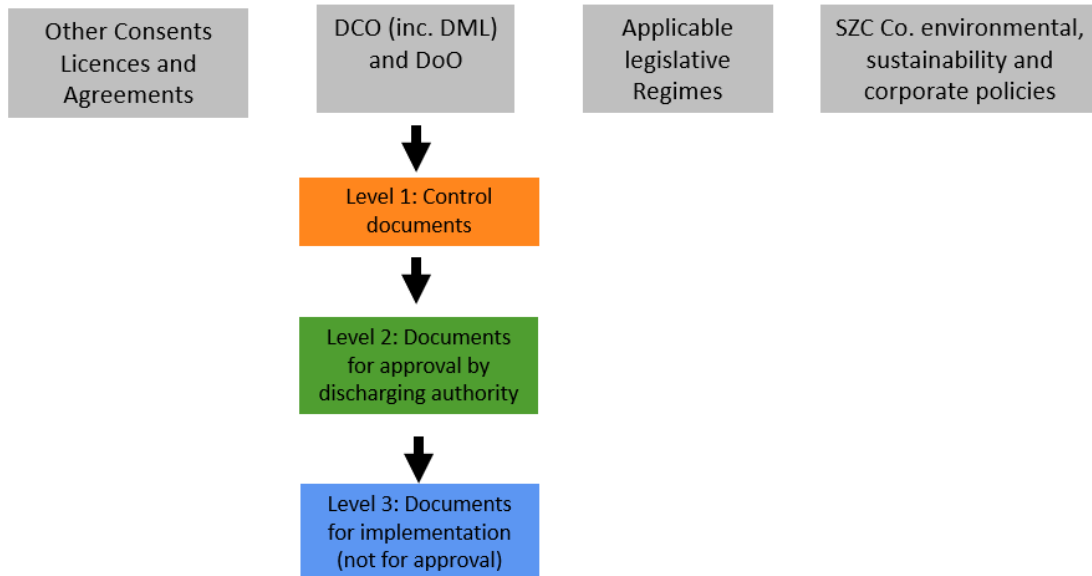 Other Consents
Licences and
Agreements
DCO (inc. DML)
and DoO
Applicable
legislative
Regimes
SZC Co. environmental,
sustainability and
corporate policies
Level 1: Control
documents
Level 2: Documents
for approval by
discharging authority
Level 3: Documents
for implementation
(not for approval)